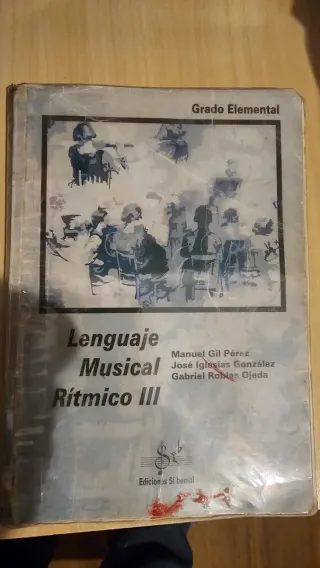 Grado Elemental
Lenguaje
Musical
Rítmico III
Manuel Gil Pérez
José Iglesias González
Gabriel Robles Ojeda
Ediciones Si bemol